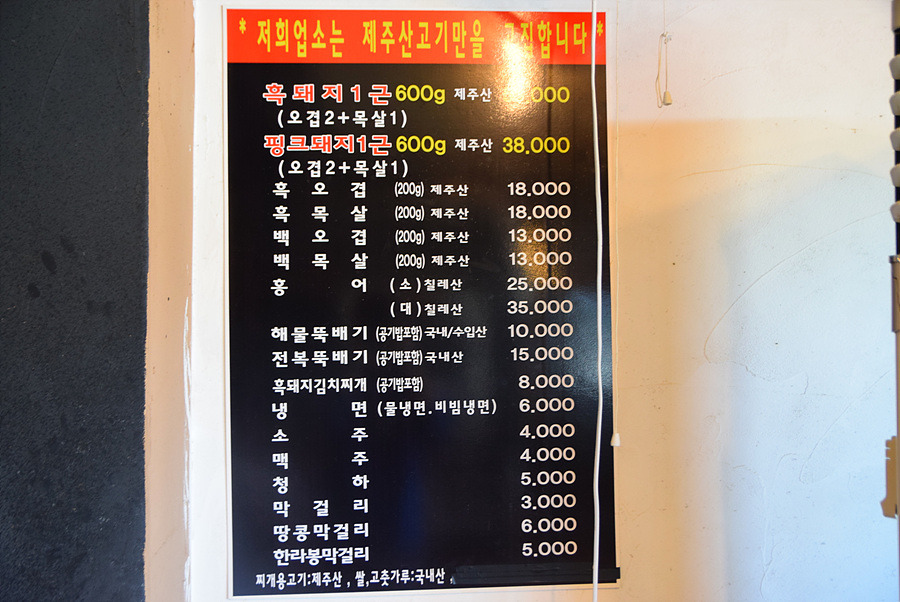 * 저희업소는 제주산고기만을 고집합니다 *
흑돼지1근 600g 제주산 000
(오겹2+목살1)
핑크돼지1근 600g 제주산 38.000
(오겹2+목살1)
흑오겹 (200g) 제주산 18.000
흑목살 (200g) 제주산 18.000
백오겹 (200g) 제주산 13.000
백목살 (200g) 제주산 13.000
홍어 (소) 칠레산 25.000
(대) 칠레산 35.000
해물뚝배기 (공기밥포함) 국내/수입산 10.000
전복뚝배기 (공기밥포함) 국내산 15.000
흑돼지김치찌개 (공기밥포함) 8.000
냉면 (물냉면.비빔냉면) 6.000
소주 4.000
맥주 4.000
청하 5.000
막걸리 3.000
땅콩막걸리 6.000
한라봉막걸리 5.000
찌개용고기:제주산, 쌀,고춧가루:국내산,